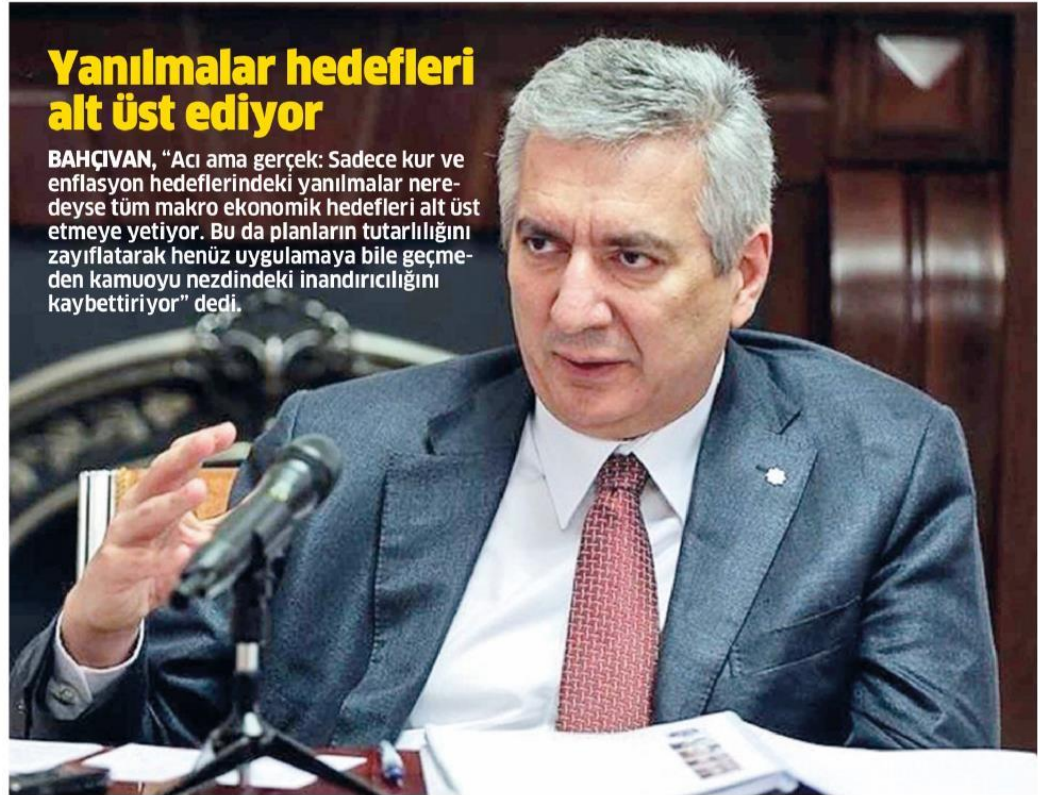 Yanılmalar hedefleri
alt üst ediyor
BAHÇIVAN, “Acı ama gerçek: Sadece kur ve
enflasyon hedeflerindeki yanılmalar nere-
deyse tüm makro ekonomik hedefleri alt üst
etmeye yetiyor. Bu da planların tutarlılığını
zayıflatarak henüz uygulamaya bile geçme-
den kamuoyu nezdindeki inandırıcılığını
kaybettiriyor” dedi.